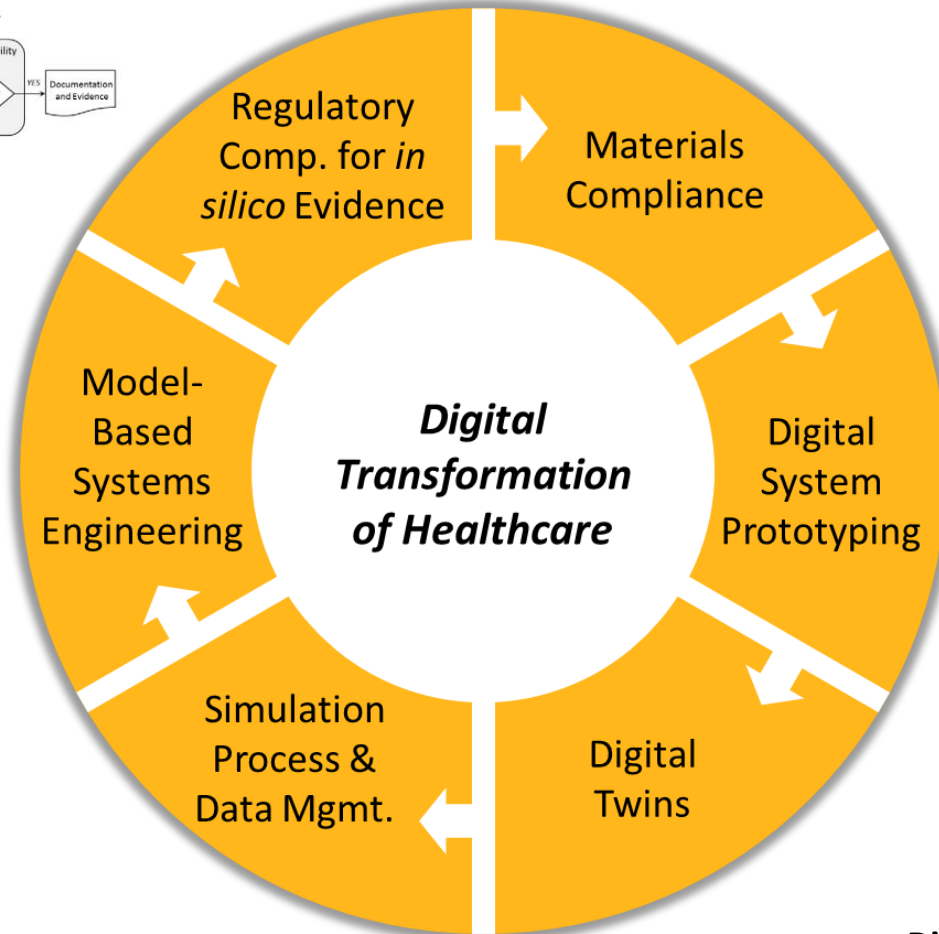 YES
Documentation
and Evidence
Regulatory
Comp. for in
silico Evidence
Materials
Compliance
Digital
System
Prototyping
Digital
Twins
Simulation
Process &
Data Mgmt.
Model-
Based
Systems
Engineering
Digital
Transformation
of Healthcare